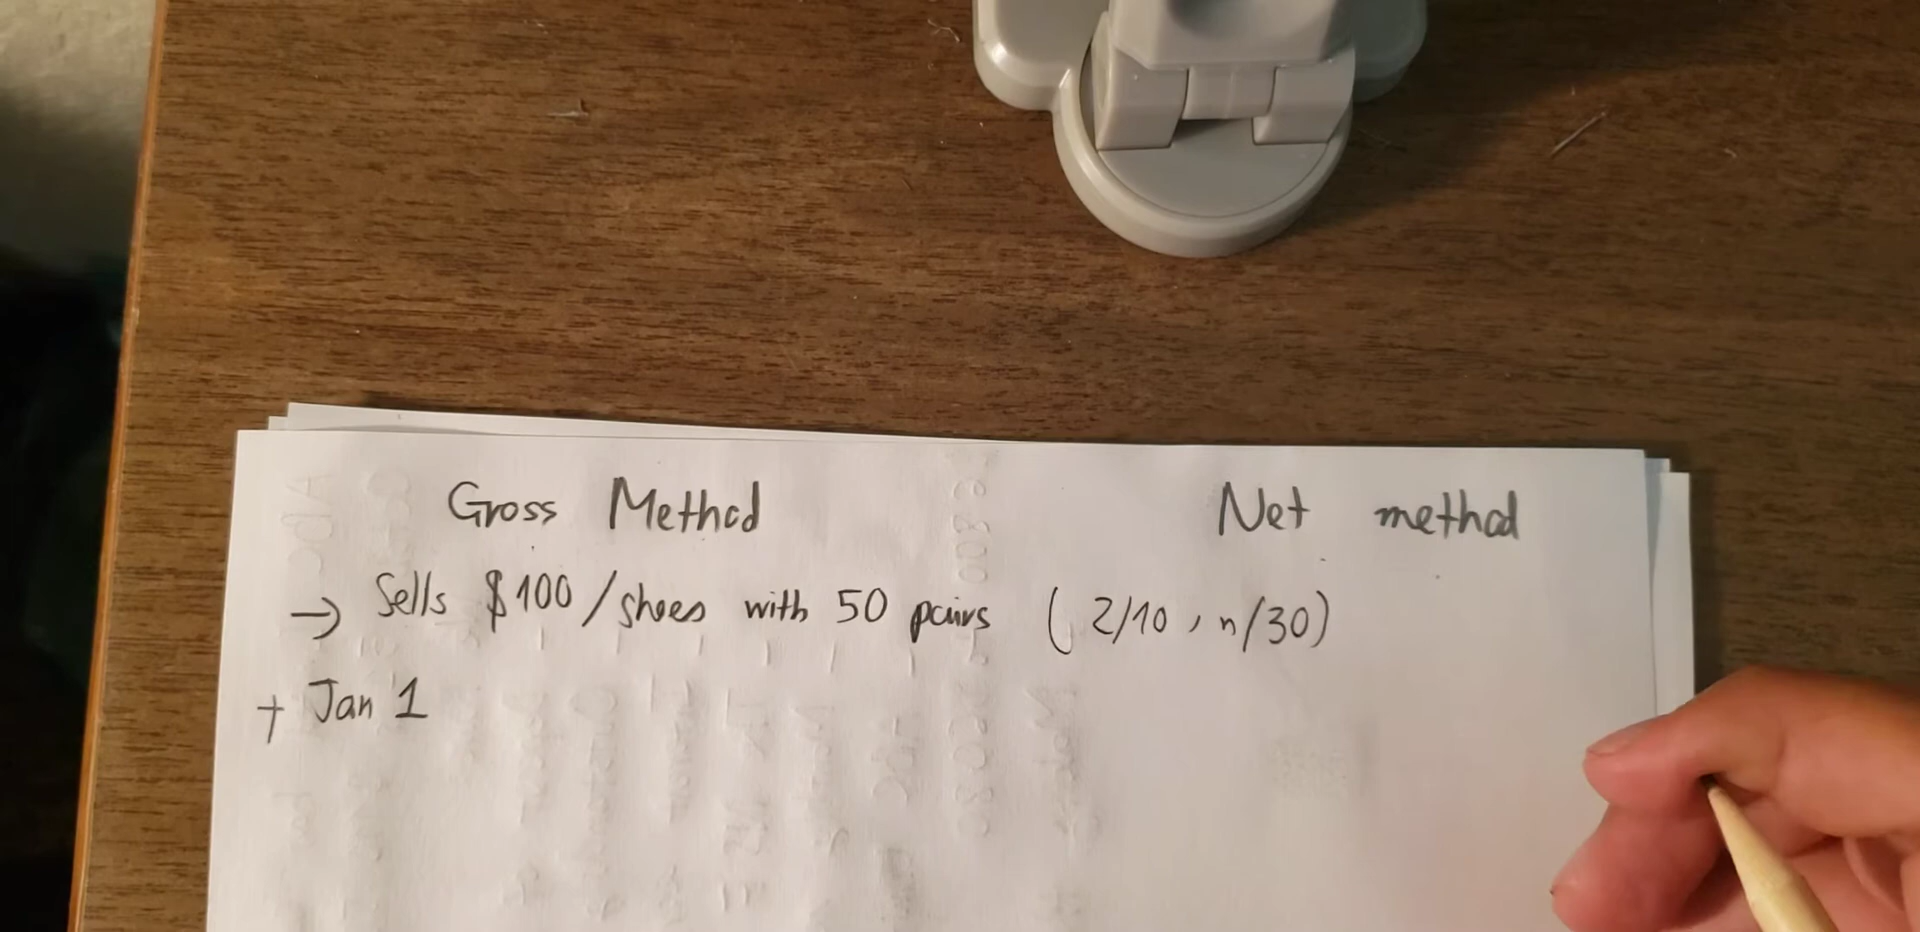 Gross Method Net method
→ Sells $100/shoes with 50 pairs (2/10, n/30)
+ Jan 1